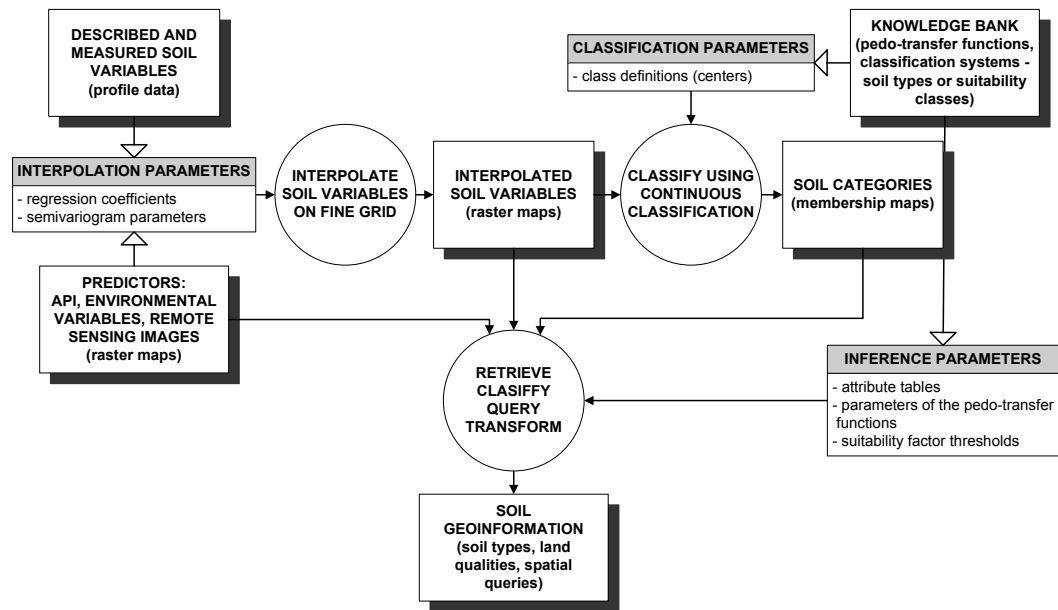 DESCRIBED AND
MEASURED SOIL
VARIABLES
(profile data)
CLASSIFICATION PARAMETERS
- class definitions (centers)
KNOWLEDGE BANK
(pedo-transfer functions,
classification systems -
soil types or suitability
classes)
INTERPOLATION PARAMETERS
- regression coefficients
- semivariogram parameters
INTERPOLATE
SOIL VARIABLES
ON FINE GRID
INTERPOLATED
SOIL VARIABLES
(raster maps)
CLASSIFY USING
CONTINUOUS
CLASSIFICATION
SOIL CATEGORIES
(membership maps)
PREDICTORS:
API, ENVIRONMENTAL
VARIABLES, REMOTE
SENSING IMAGES
(raster maps)
RETRIEVE
CLASIFFY
QUERY
TRANSFORM
INFERENCE PARAMETERS
- attribute tables
- parameters of the pedo-transfer
functions
- suitability factor thresholds
SOIL
GEOINFORMATION
(soil types, land
qualities, spatial
queries)